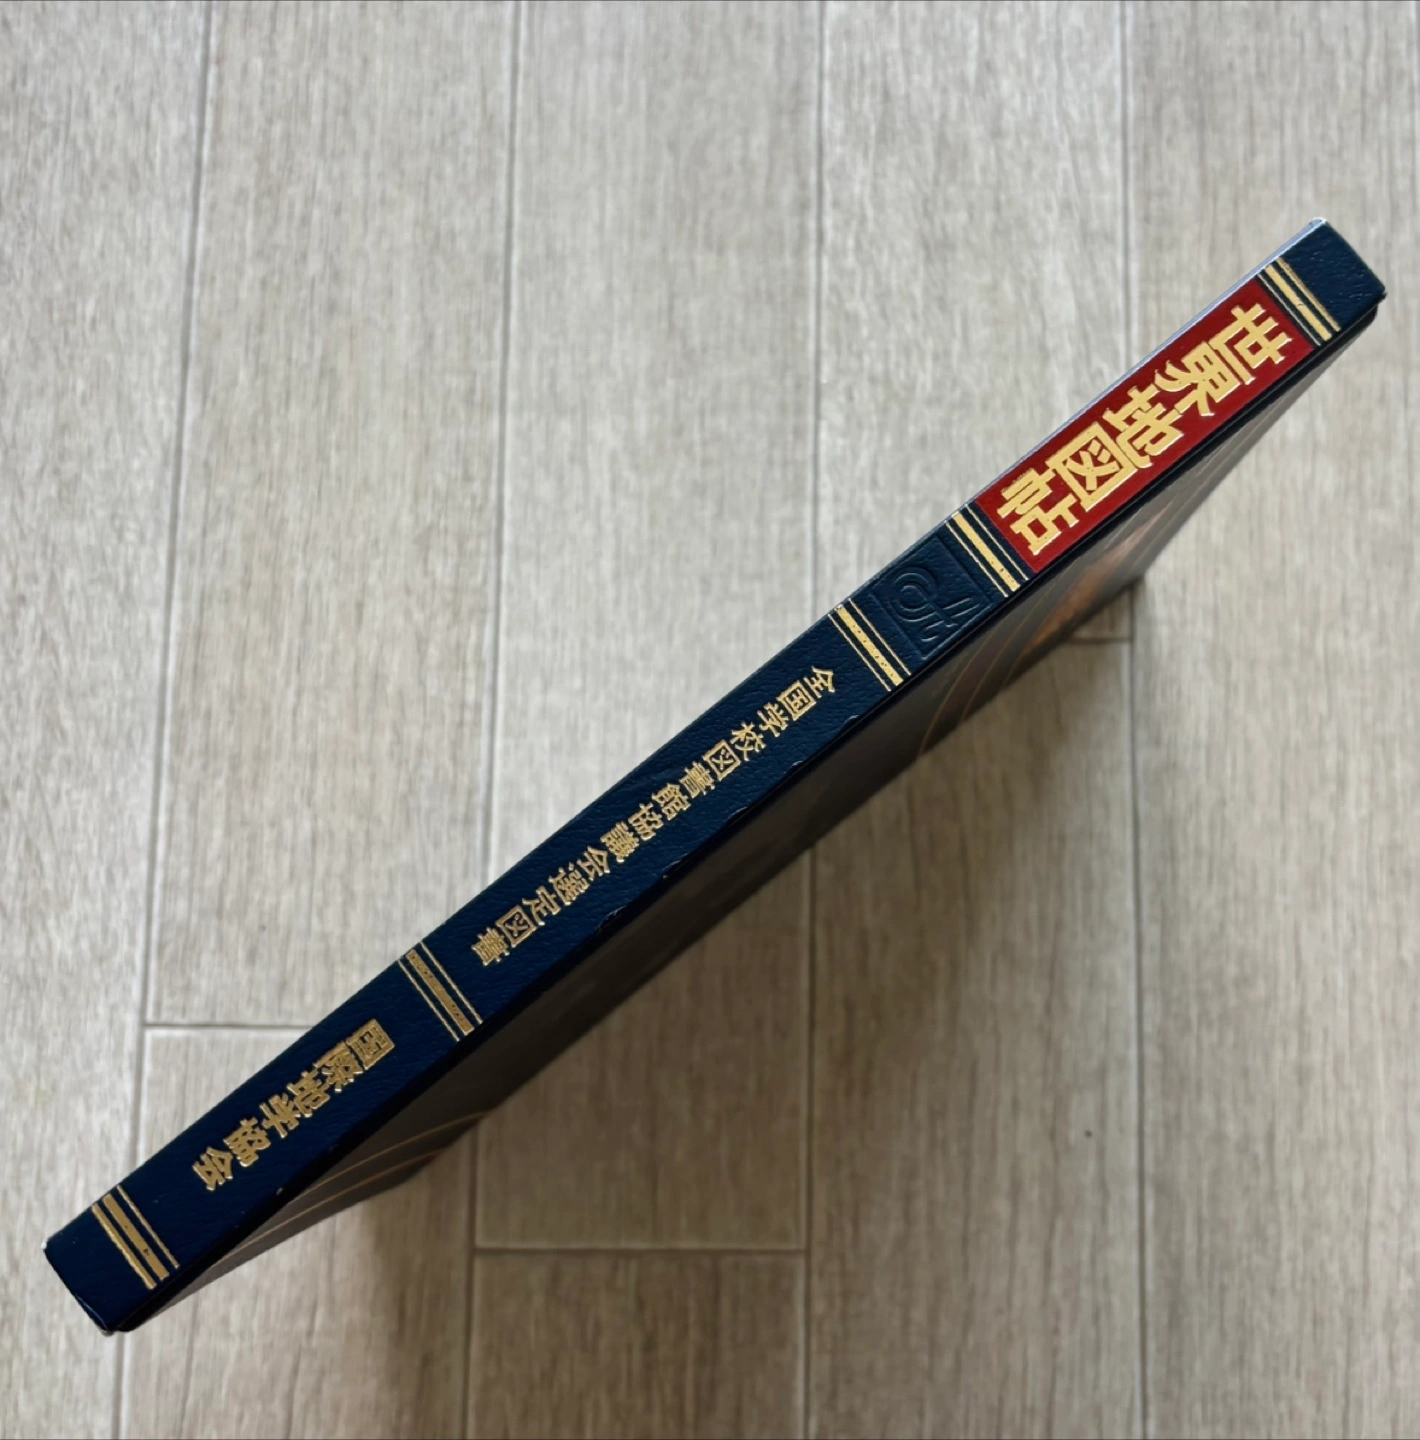 世界地図帖
全国学校図書館協議会選定図書
国際地学協会